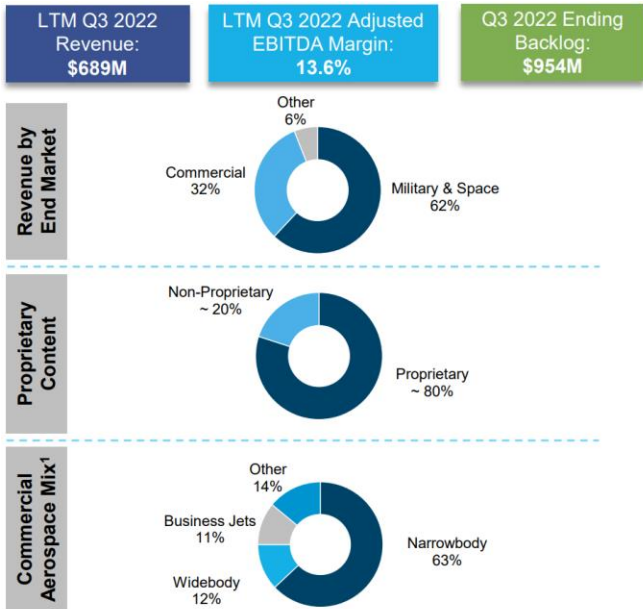 LTM Q3 2022
Revenue:
$689M
LTM Q3 2022 Adjusted
EBITDA Margin:
13.6%
Q3 2022 Ending
Backlog:
$954M
Revenue by
End Market
Other
6%
Commercial
32%
Military & Space
62%
Proprietary
Content
Non-Proprietary
~ 20%
Proprietary
~ 80%
Commercial
Aerospace Mix¹
Other
14%
Business Jets
11%
Narrowbody
63%
Widebody
12%